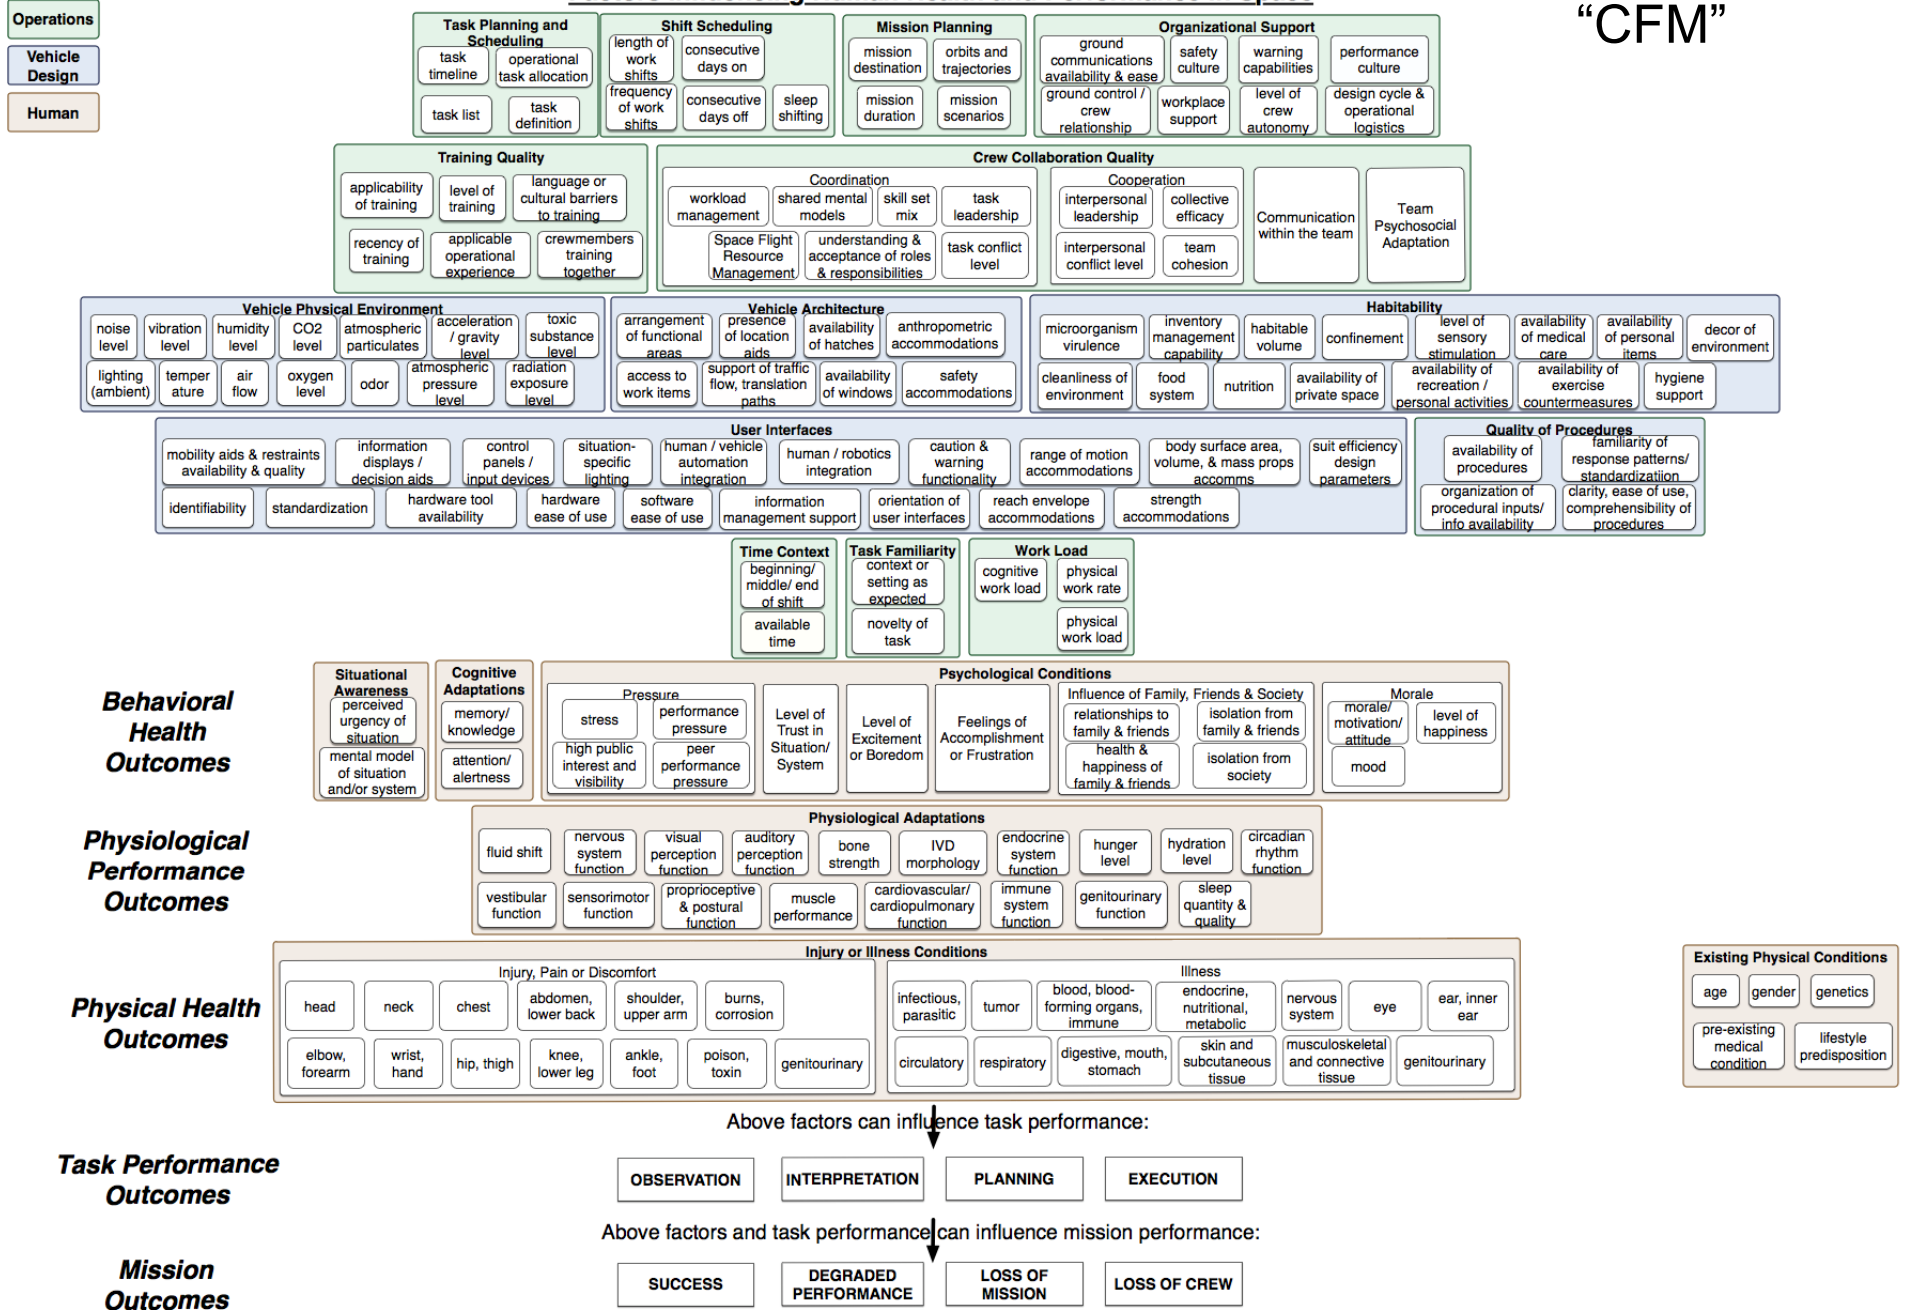 Factors Influencing Human Health and Performance in Space
“CFM”
Operations
Vehicle
Design
Human
Task Planning and
Scheduling
task
timeline
operational
task allocation
task list
task
definition
Shift Scheduling
length of
work
shifts
consecutive
days on
frequency
of work
shifts
consecutive
days off
sleep
shifting
Mission Planning
mission
destination
orbits and
trajectories
mission
duration
mission
scenarios
Organizational Support
ground
communications
availability & ease
safety
culture
warning
capabilities
performance
culture
ground control /
crew
relationship
workplace
support
level of
crew
autonomy
design cycle &
operational
logistics
Training Quality
applicability
of training
level of
training
language or
cultural barriers
to training
recency of
training
applicable
operational
experience
crewmembers
training
together
Crew Collaboration Quality
Coordination
workload
management
shared mental
models
skill set
mix
task
leadership
Space Flight
Resource
Management
understanding &
acceptance of roles
& responsibilities
task conflict
level
Cooperation
interpersonal
leadership
collective
efficacy
interpersonal
conflict level
team
cohesion
Communication
within the team
Team
Psychosocial
Adaptation
Vehicle Physical Environment
noise
level
vibration
level
humidity
level
CO2
level
atmospheric
particulates
acceleration
/ gravity
level
toxic
substance
level
lighting
(ambient)
temper
ature
air
flow
oxygen
level
odor
atmospheric
pressure
level
radiation
exposure
level
Vehicle Architecture
arrangement
of functional
areas
presence
of location
aids
availability
of hatches
anthropometric
accommodations
access to
work items
support of traffic
flow, translation
paths
availability
of windows
safety
accommodations
Habitability
microorganism
virulence
inventory
management
capability
habitable
volume
confinement
level of
sensory
stimulation
availability
of medical
care
availability
of personal
items
decor of
environment
cleanliness of
environment
food
system
nutrition
availability of
private space
availability of
recreation /
personal activities
availability of
exercise
countermeasures
hygiene
support
User Interfaces
mobility aids & restraints
availability & quality
information
displays /
decision aids
control
panels /
input devices
situation-
specific
lighting
human / vehicle
automation
integration
human / robotics
integration
caution &
warning
functionality
range of motion
accommodations
body surface area,
volume, & mass props
accomms
suit efficiency
design
parameters
identifiability
standardization
hardware tool
availability
hardware
ease of use
software
ease of use
information
management support
orientation of
user interfaces
reach envelope
accommodations
strength
accommodations
Quality of Procedures
availability of
procedures
familiarity of
response patterns/
standardizatiion
organization of
procedural inputs/
info availability
clarity, ease of use,
comprehensibility of
procedures
Time Context
beginning/
middle/ end
of shift
available
time
Task Familiarity
context or
setting as
expected
novelty of
task
Work Load
cognitive
work load
physical
work rate
physical
work load
Behavioral
Health
Outcomes
Situational
Awareness
perceived
urgency of
situation
mental model
of situation
and/or system
Cognitive
Adaptations
memory/
knowledge
attention/
alertness
Psychological Conditions
Pressure
stress
performance
pressure
high public
interest and
visibility
peer
performance
pressure
Level of
Trust in
Situation/
System
Level of
Excitement
or Boredom
Feelings of
Accomplishment
or Frustration
Influence of Family, Friends & Society
relationships to
family & friends
isolation from
family & friends
health &
happiness of
family & friends
isolation from
society
Morale
morale/
motivation/
attitude
level of
happiness
mood
Physiological
Performance
Outcomes
Physiological Adaptations
fluid shift
nervous
system
function
visual
perception
function
auditory
perception
function
bone
strength
IVD
morphology
endocrine
system
function
hunger
level
hydration
level
circadian
rhythm
function
vestibular
function
sensorimotor
function
proprioceptive
& postural
function
muscle
performance
cardiovascular/
cardiopulmonary
function
immune
system
function
genitourinary
function
sleep
quantity &
quality
Physical Health
Outcomes
Injury or Illness Conditions
Injury, Pain or Discomfort
head
neck
chest
abdomen,
lower back
shoulder,
upper arm
burns,
corrosion
elbow,
forearm
wrist,
hand
hip, thigh
knee,
lower leg
ankle,
foot
poison,
toxin
genitourinary
Illness
infectious,
parasitic
tumor
blood, blood-
forming organs,
immune
endocrine,
nutritional,
metabolic
nervous
system
eye
ear, inner
ear
circulatory
respiratory
digestive, mouth,
stomach
skin and
subcutaneous
tissue
musculoskeletal
and connective
tissue
genitourinary
Existing Physical Conditions
age
gender
genetics
pre-existing
medical
condition
lifestyle
predisposition
Above factors can influence task performance:
Task Performance
Outcomes
OBSERVATION
INTERPRETATION
PLANNING
EXECUTION
Above factors and task performance can influence mission performance:
Mission
Outcomes
SUCCESS
DEGRADED
PERFORMANCE
LOSS OF
MISSION
LOSS OF CREW